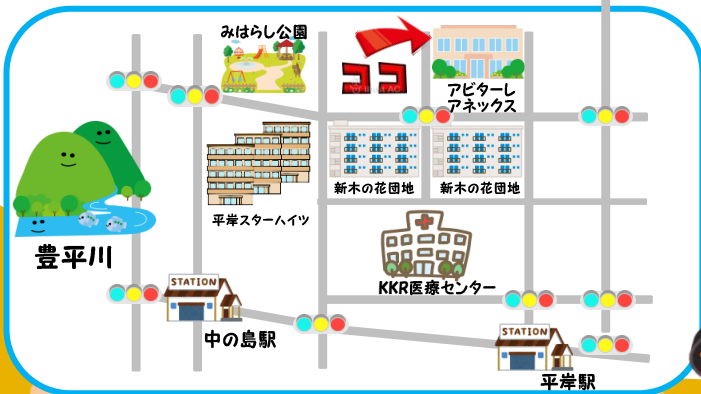 みはらし公園
ココ
アビターレ
アネックス
新木の花団地
新木の花団地
平岸スターハイツ
豊平川
KKR医療センター
STATION
中の島駅
STATION
平岸駅